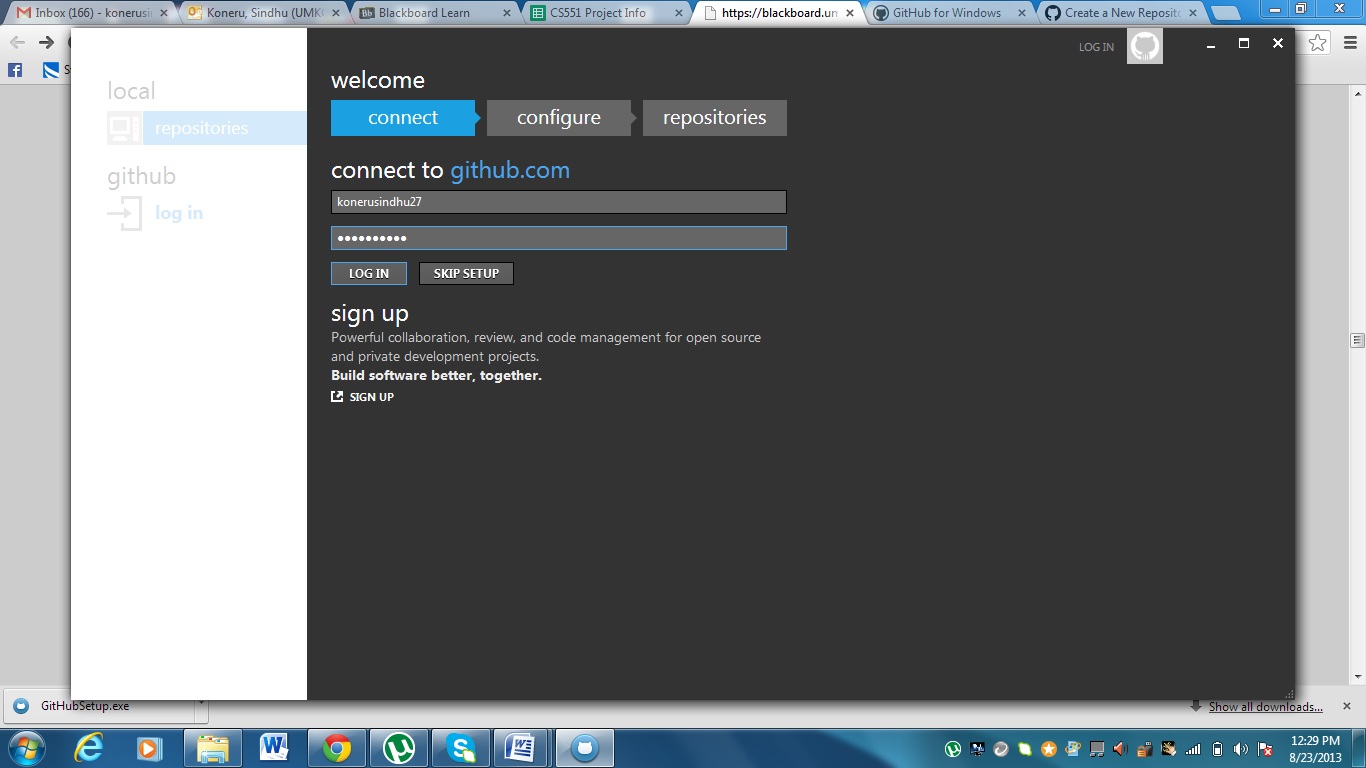 Inbox (166) - konerusi
Koneru, Sindhu (UMK
Blackboard Learn
CS551 Project Info
https://blackboard.um
GitHub for Windows
Create a New Reposito
LOG IN
local
repositories
github
log in
welcome
connect
configure
repositories
connect to github.com
konerusindhu27
••••••••••
LOG IN
SKIP SETUP
sign up
Powerful collaboration, review, and code management for open source
and private development projects.
Build software better, together.
SIGN UP
GitHubSetup.exe
Show all downloads...
12:29 PM
8/23/2013